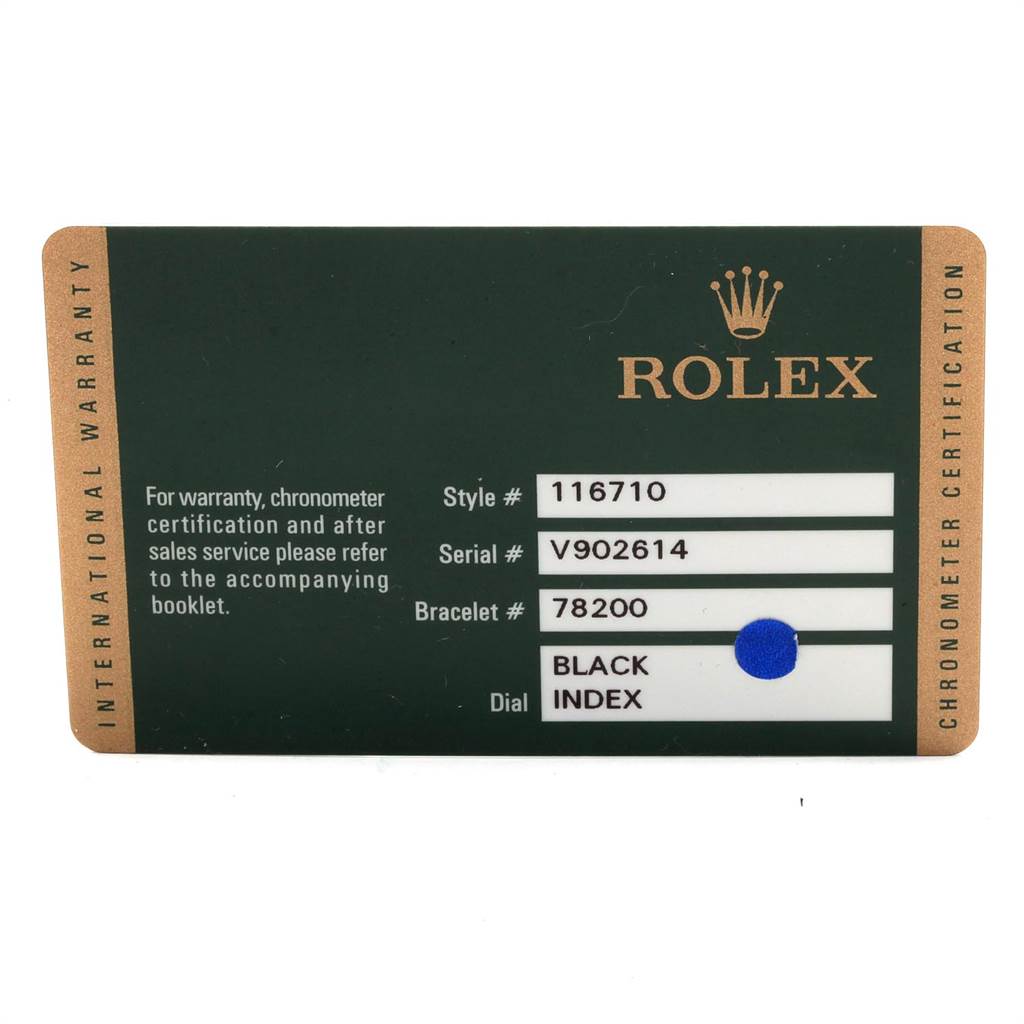 INTERNATIONAL WARRANTY
ROLEX
For warranty, chronometer
certification and after
sales service please refer
to the accompanying
booklet.
Style # 116710
Serial # V902614
Bracelet # 78200
Dial BLACK
INDEX
CHRONOMETER CERTIFICATION